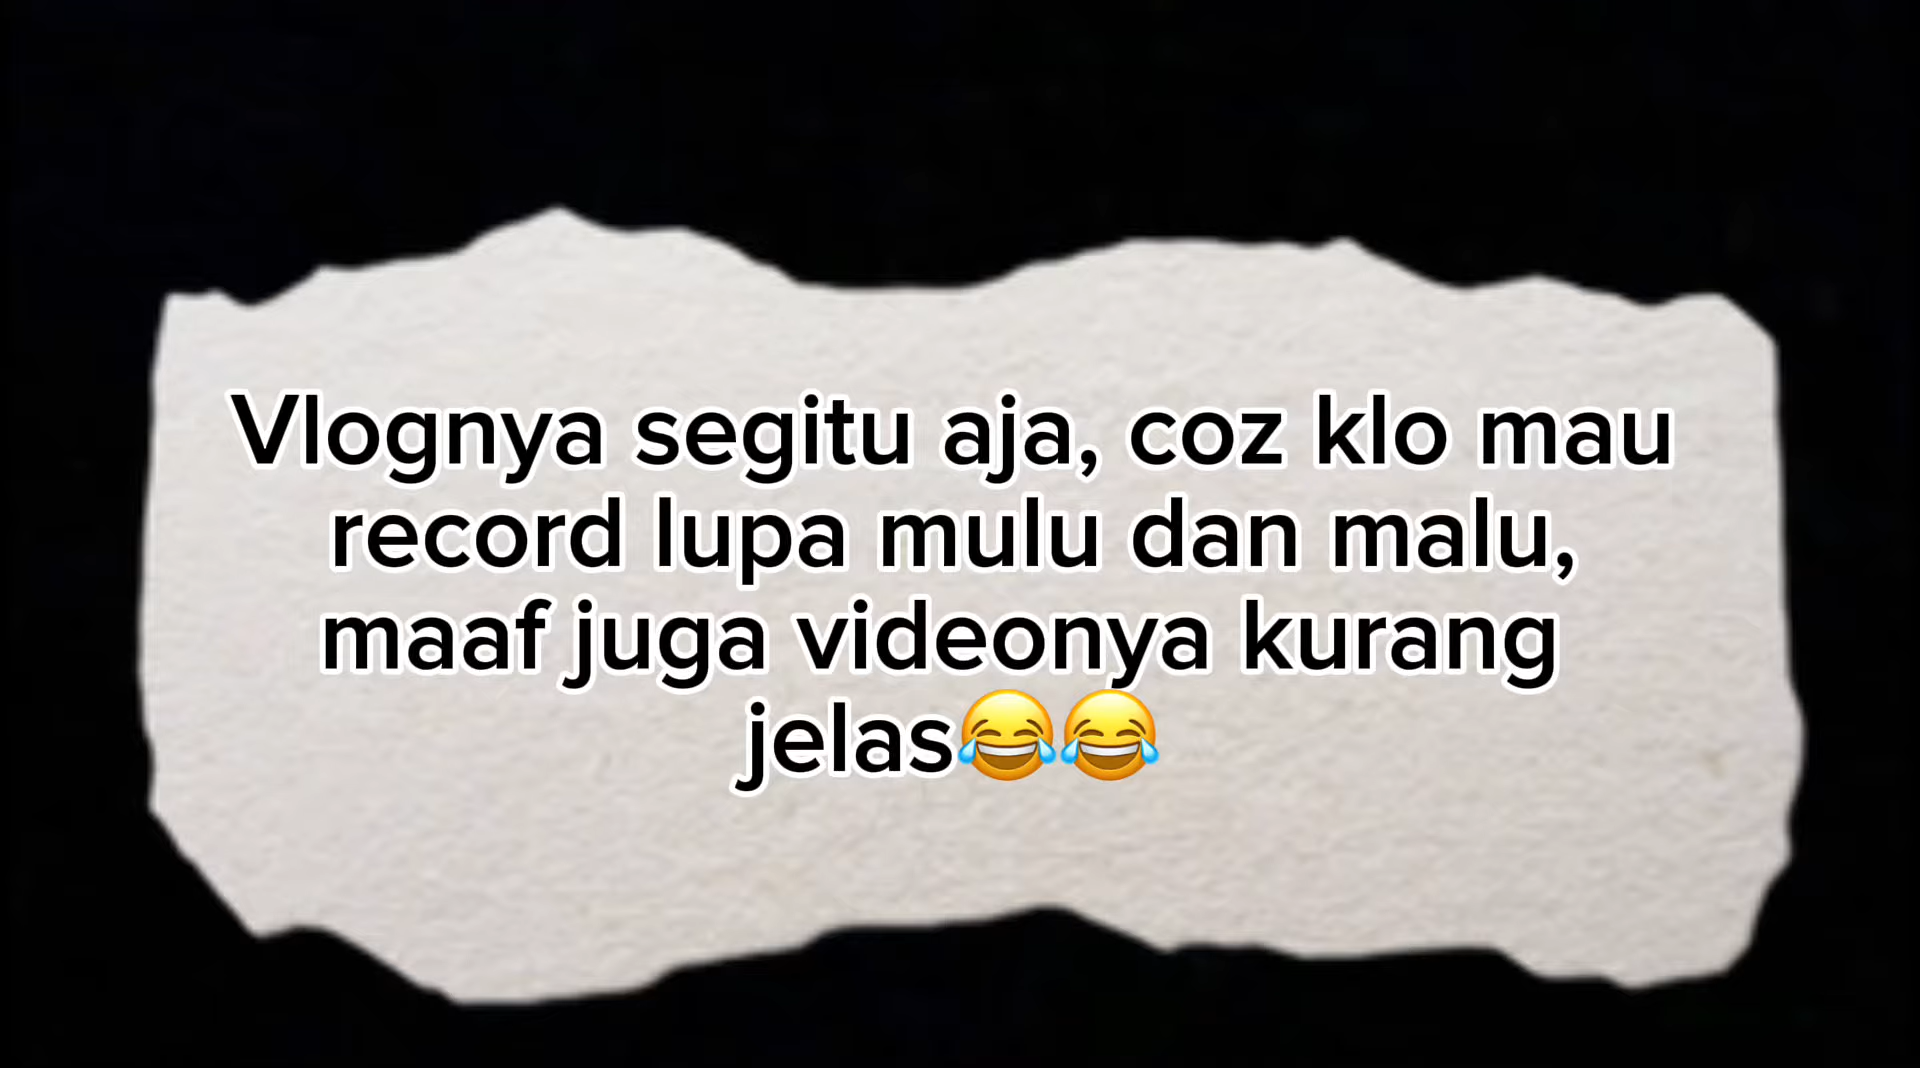 Vlognya segitu aja, coz klo mau
record lupa mulu dan malu,
maaf juga videonya kurang
jelas😂😂